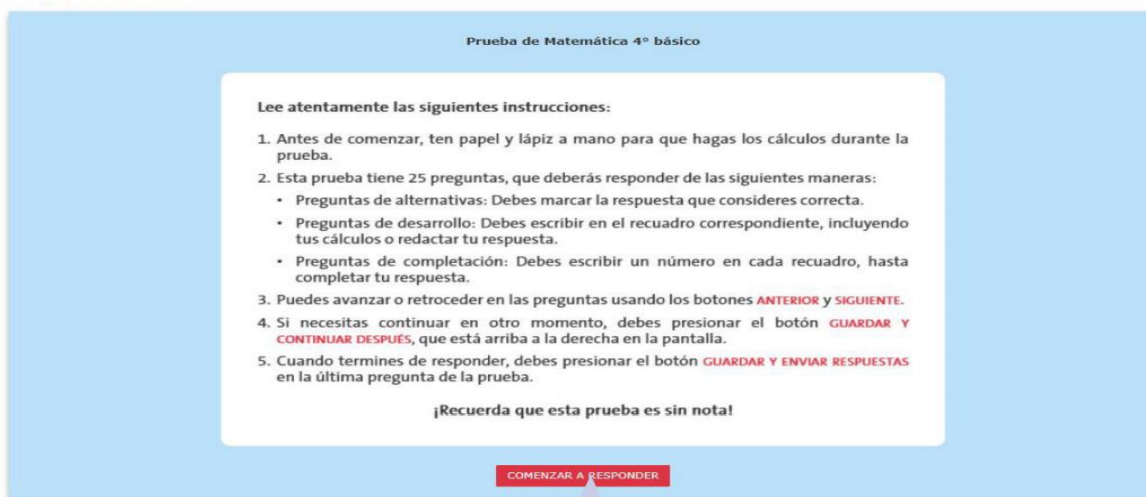 Prueba de Matemática 4° básico
Lee atentamente las siguientes instrucciones:
1. Antes de comenzar, ten papel y lápiz a mano para que hagas los cálculos durante la
prueba.
2. Esta prueba tiene 25 preguntas, que deberás responder de las siguientes maneras:
• Preguntas de alternativas: Debes marcar la respuesta que consideres correcta.
• Preguntas de desarrollo: Debes escribir en el recuadro correspondiente, incluyendo
tus cálculos o redactar tu respuesta.
• Preguntas de completación: Debes escribir un número en cada recuadro, hasta
completar tu respuesta.
3. Puedes avanzar o retroceder en las preguntas usando los botones ANTERIOR y SIGUIENTE.
4. Si necesitas continuar en otro momento, debes presionar el botón GUARDAR Y
CONTINUAR DESPUÉS, que está arriba a la derecha en la pantalla.
5. Cuando termines de responder, debes presionar el botón GUARDAR Y ENVIAR RESPUESTAS
en la última pregunta de la prueba.
¡Recuerda que esta prueba es sin nota!
COMENZAR A RESPONDER